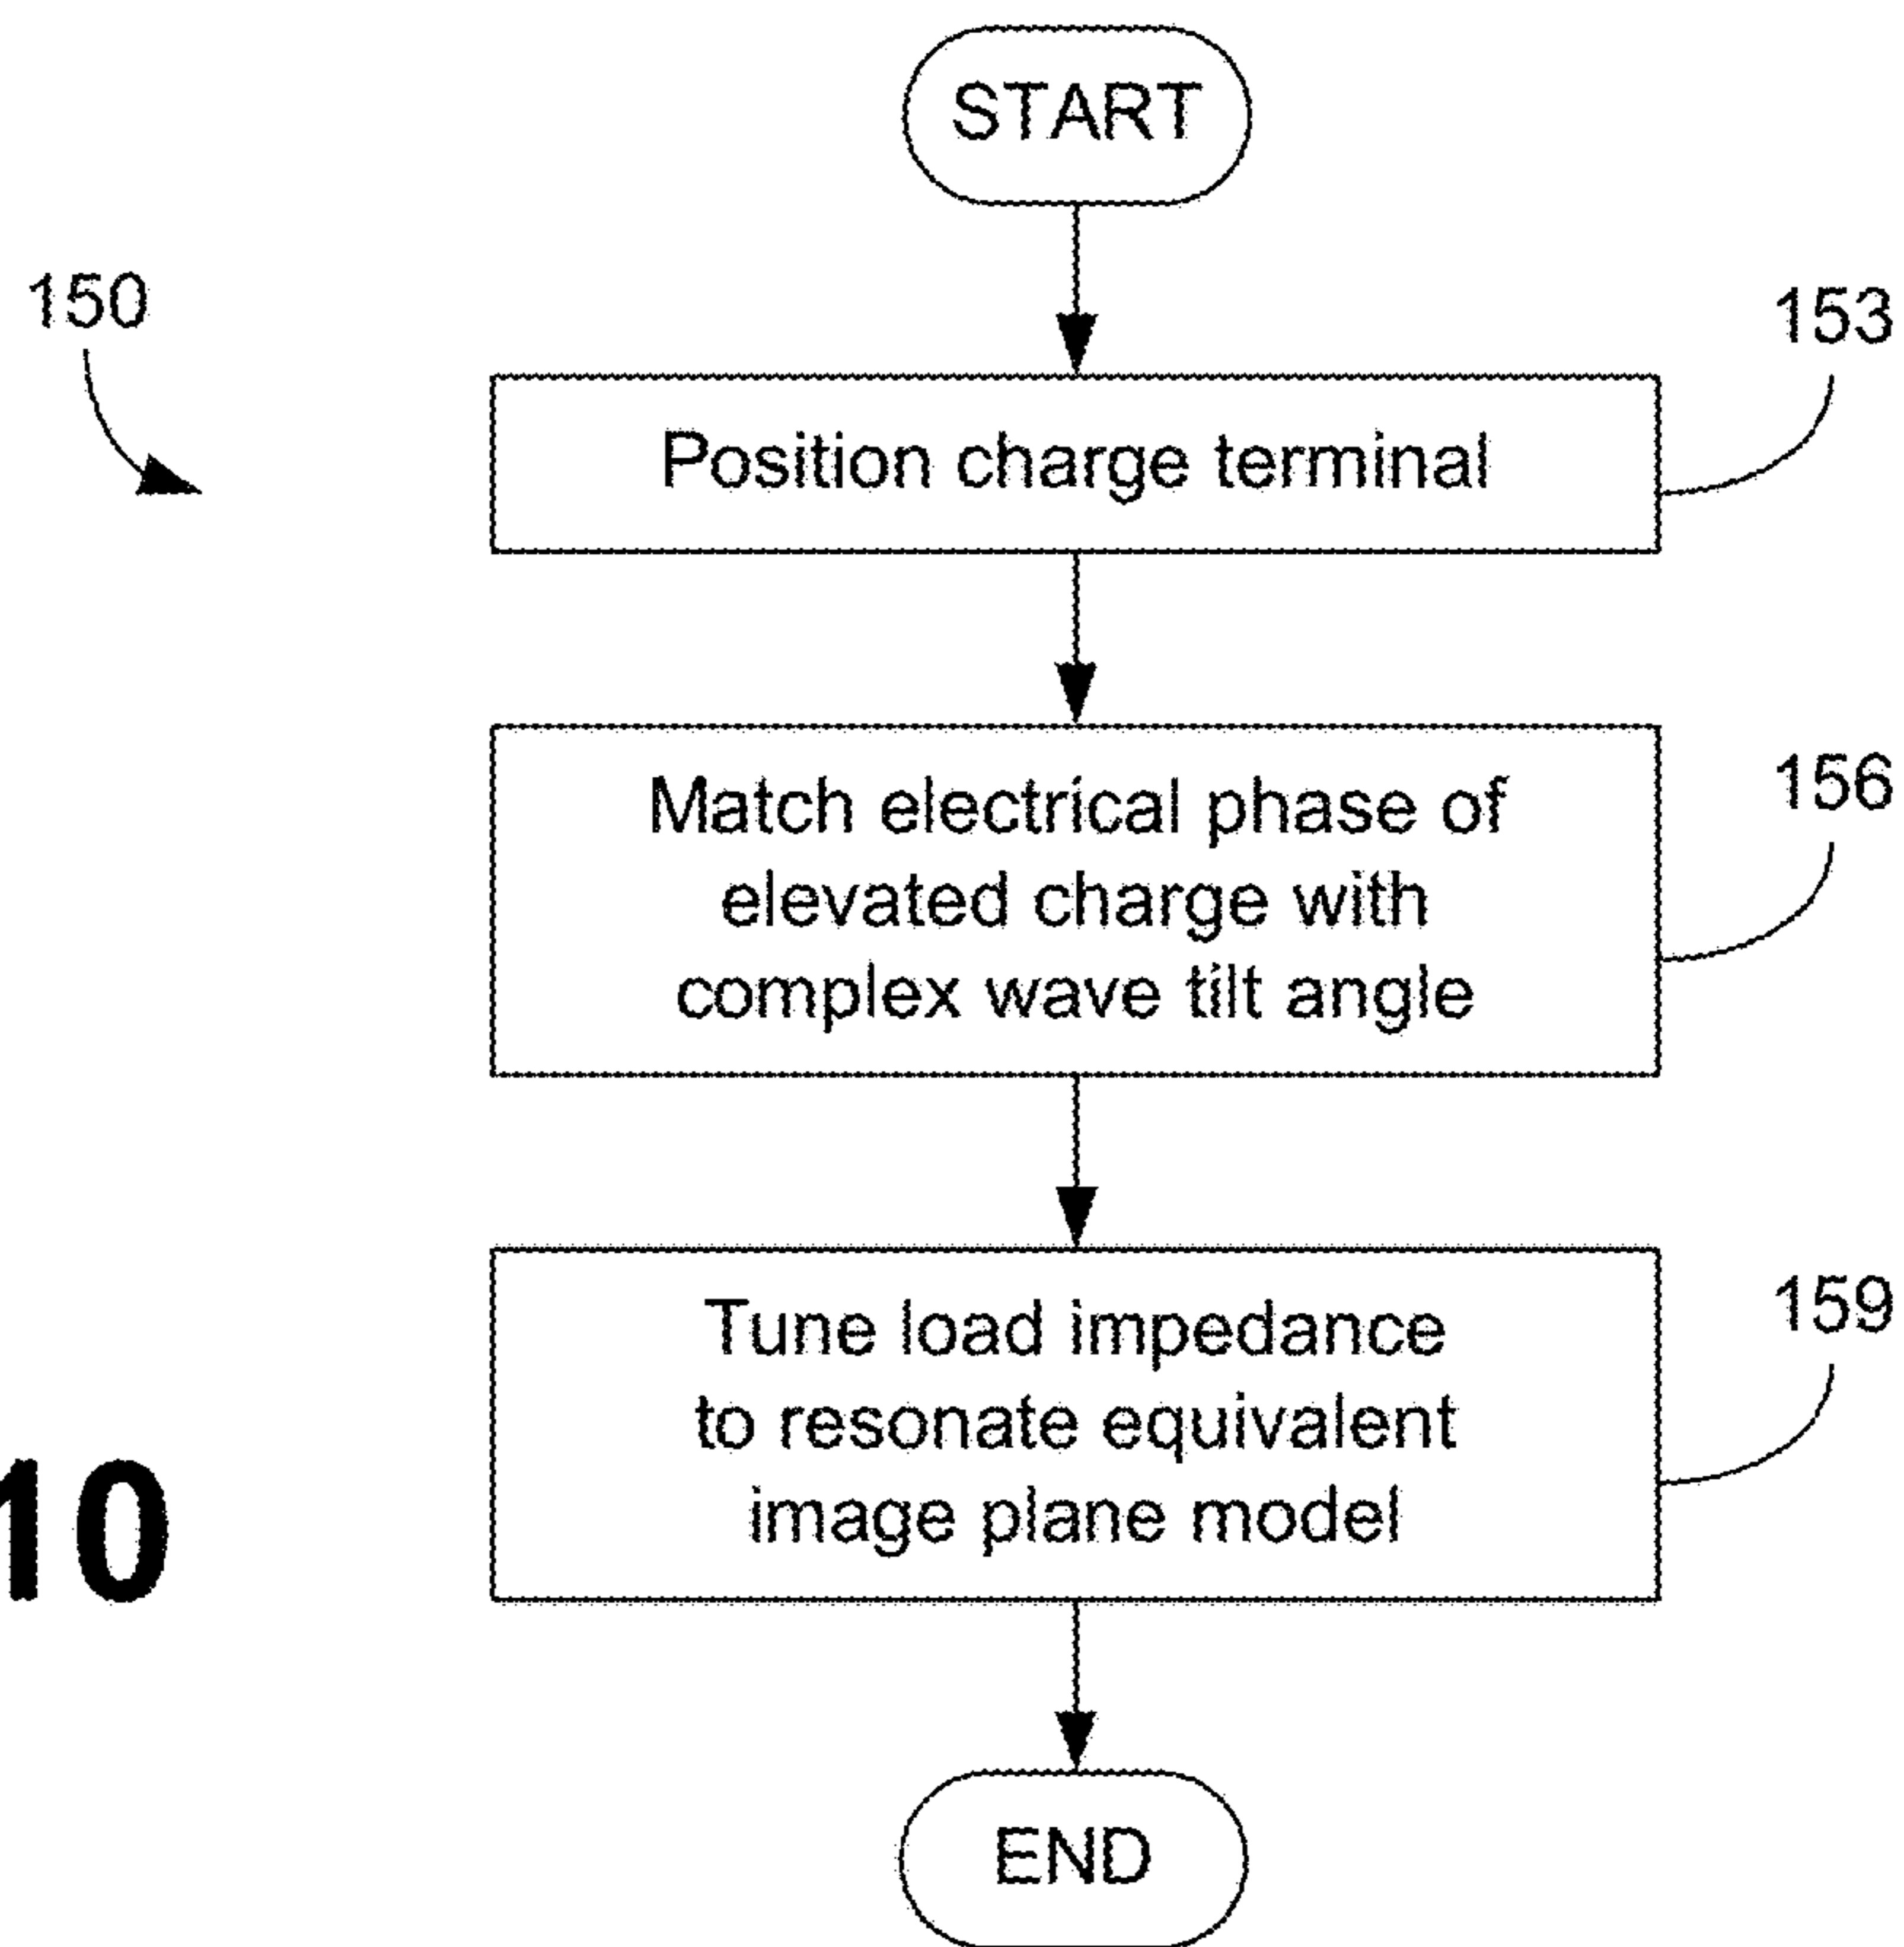 START
150
153
Position charge terminal
156
Match electrical phase of
elevated charge with
complex wave tilt angle
159
Tune load impedance
to resonate equivalent
image plane model
10
END